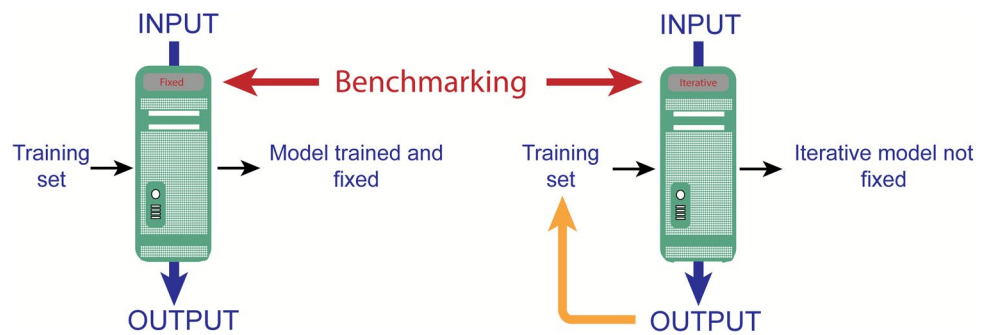 INPUT
INPUT
Fixed
Benchmarking
Iterative
Training
set
Model trained and
fixed
Training
set
Iterative model not
fixed
OUTPUT
OUTPUT